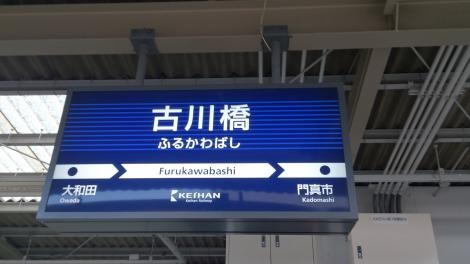 古川橋
ふるかわばし
Furukawabashi
大和田
Owada
KEIHAN
Keihan Railway
門真市
Kadomashi